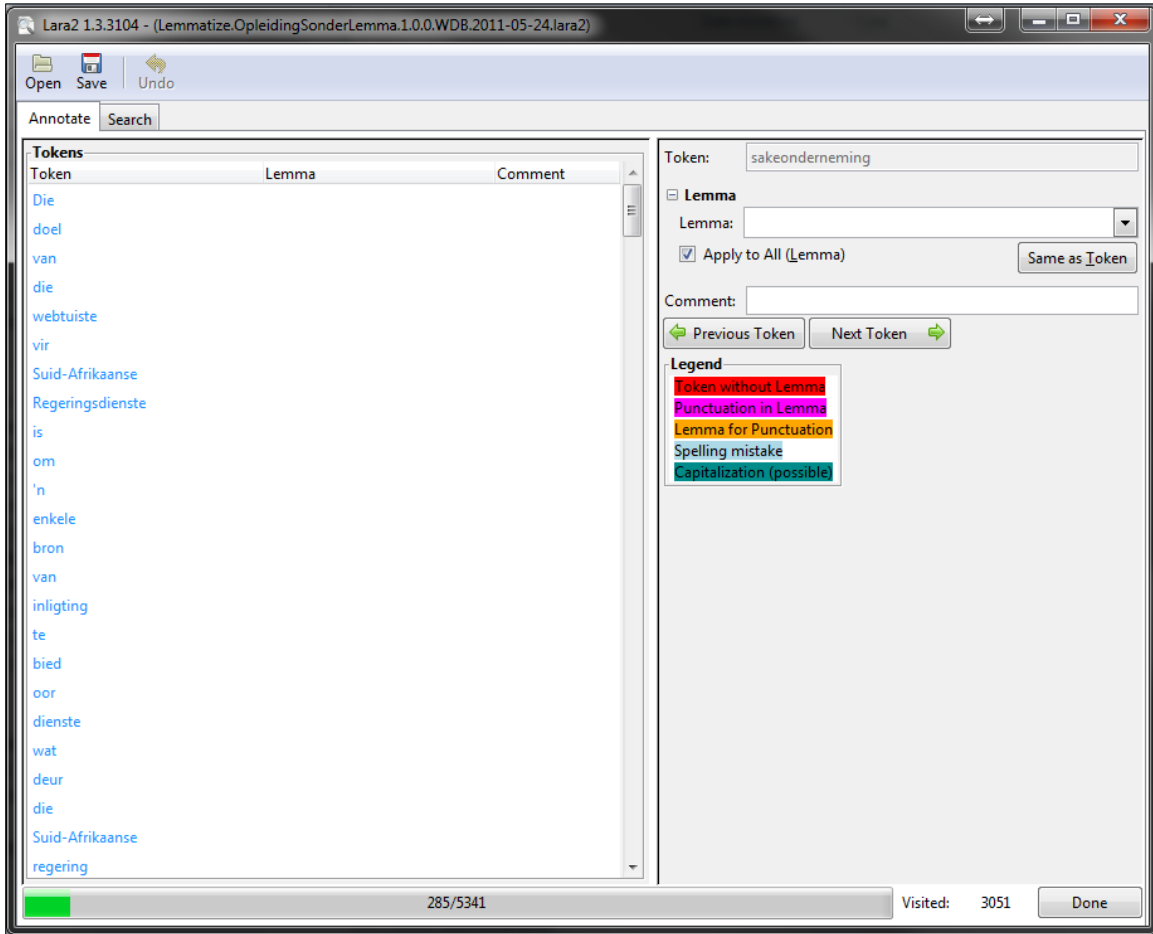 Lara2 1.3.3104 - (Lemmatize.OpleidingSonderLemma.1.0.0.WDB.2011-05-24.lara2)
Open Save Undo
Annotate Search
Tokens
Token Lemma Comment
Die
doel
van
die
webtuiste
vir
Suid-Afrikaanse
Regeringsdienste
is
om
'n
enkele
bron
van
inligting
te
bied
oor
dienste
wat
deur
die
Suid-Afrikaanse
regering
Token: sakeonderneming
Lemma
Lemma:
Apply to All (Lemma) Same as Token
Comment:
Previous Token Next Token
Legend
Token without Lemma
Punctuation in Lemma
Lemma for Punctuation
Spelling mistake
Capitalization (possible)
285/5341 Visited: 3051 Done